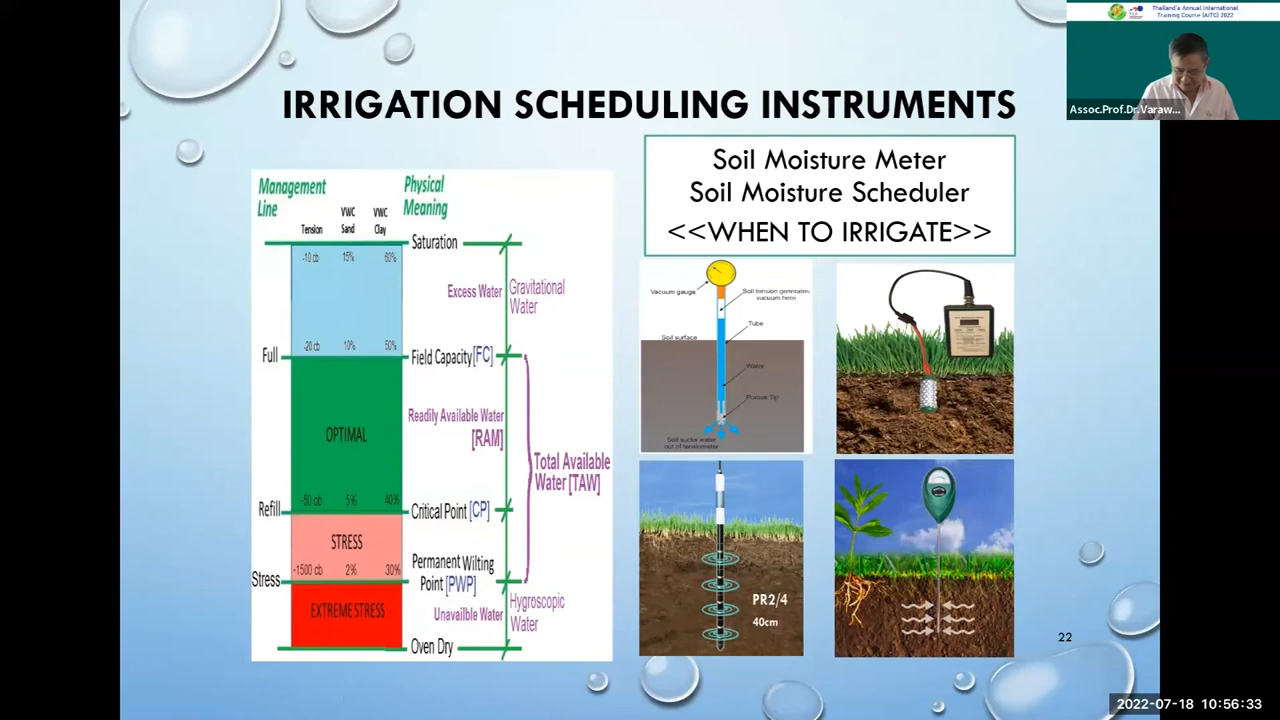 Thailand's Annual International
Training Course (AITC) 2022
Assoc.Prof.Dr.Varaw...
IRRIGATION SCHEDULING INSTRUMENTS
Soil Moisture Meter
Soil Moisture Scheduler
<<WHEN TO IRRIGATE>>
Management
Line
Physical
Meaning
Tension
VWC
Sand
VWC
Clay
Saturation
-10 cb 15% 60%
Excess Water
Gravitational
Water
-20 cb 10% 50%
Full
Field Capacity [FC]
Readily Available Water
[RAM]
OPTIMAL
Total Available
Water [TAW]
-50 cb 5% 40%
Refill
Critical Point [CP]
STRESS
-1500 cb 2% 30%
Stress
Permanent Wilting
Point [PWP]
EXTREME STRESS
Unavailble Water
Hygroscopic
Water
Oven Dry
Vacuum gauge
Soil tension generates
vacuum here
Tube
Soil surface
Water
Porous Tip
Soil sucks water
out of tensiometer
PR2/4
40cm
22
2022-07-18 10:56:33